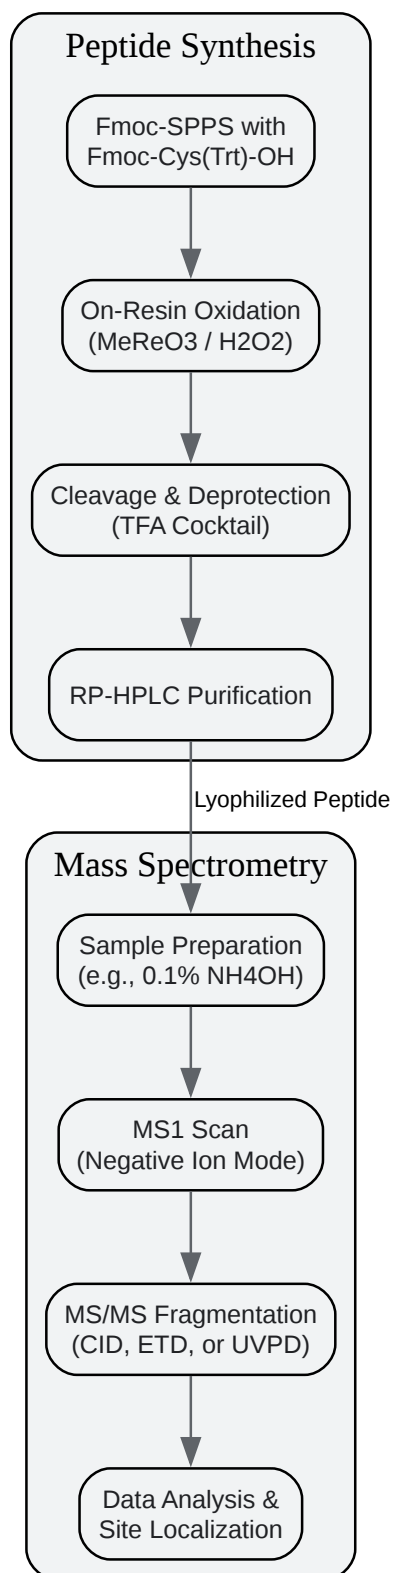 Peptide Synthesis
Fmoc-SPPS with
Fmoc-Cys(Trt)-OH
On-Resin Oxidation
(MeReO3 / H2O2)
Cleavage & Deprotection
(TFA Cocktail)
RP-HPLC Purification
Lyophilized Peptide
Mass Spectrometry
Sample Preparation
(e.g., 0.1% NH4OH)
MS1 Scan
(Negative Ion Mode)
MS/MS Fragmentation
(CID, ETD, or UVPD)
Data Analysis &
Site Localization